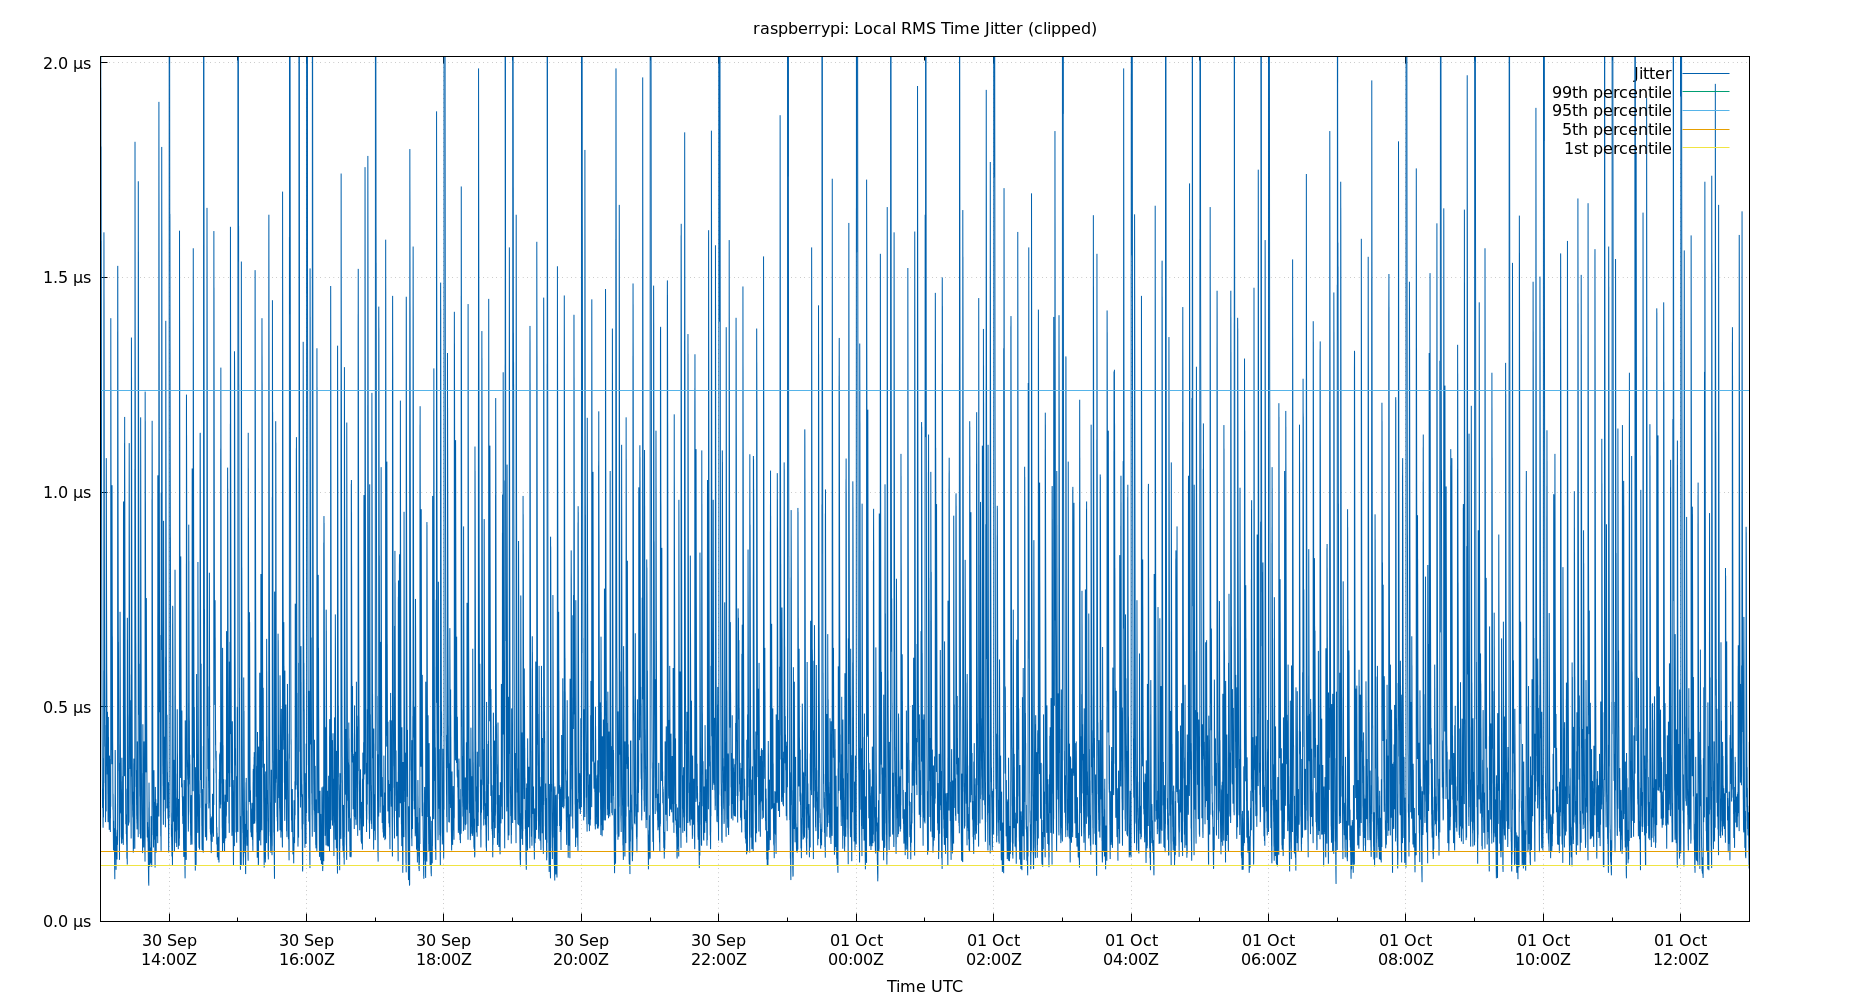 raspberrypi: Local RMS Time Jitter (clipped)
2.0 µs
1.5 µs
1.0 µs
0.5 µs
0.0 µs
Jitter
99th percentile
95th percentile
5th percentile
1st percentile
30 Sep 30 Sep 30 Sep 30 Sep 30 Sep 01 Oct 01 Oct 01 Oct 01 Oct 01 Oct 01 Oct 01 Oct
14:00Z 16:00Z 18:00Z 20:00Z 22:00Z 00:00Z 02:00Z 04:00Z 06:00Z 08:00Z 10:00Z 12:00Z
Time UTC